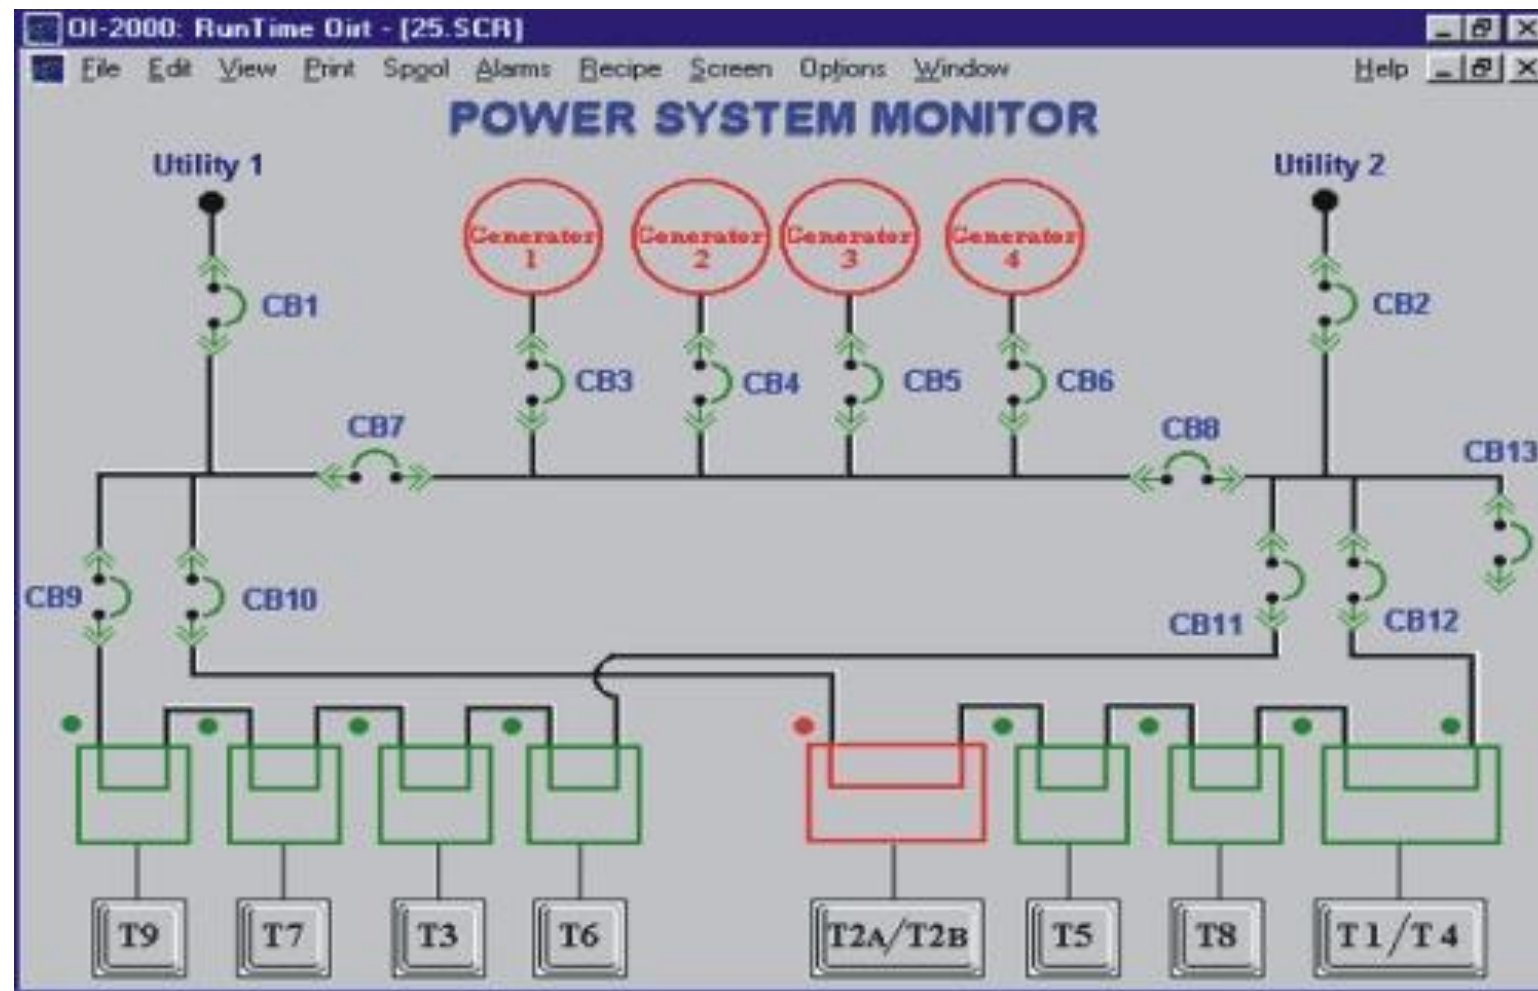 OI-2000: RunTime Oirt - [25.SCR]
File Edit View Print Spgol Alarms Recipe Screen Options Window Help
POWER SYSTEM MONITOR
Utility 1
Utility 2
Generator 1
Generator 2
Generator 3
Generator 4
CB1
CB2
CB3
CB4
CB5
CB6
CB7
CB8
CB13
CB9
CB10
CB11
CB12
T9
T7
T3
T6
T2A/T2B
T5
T8
T1/T4